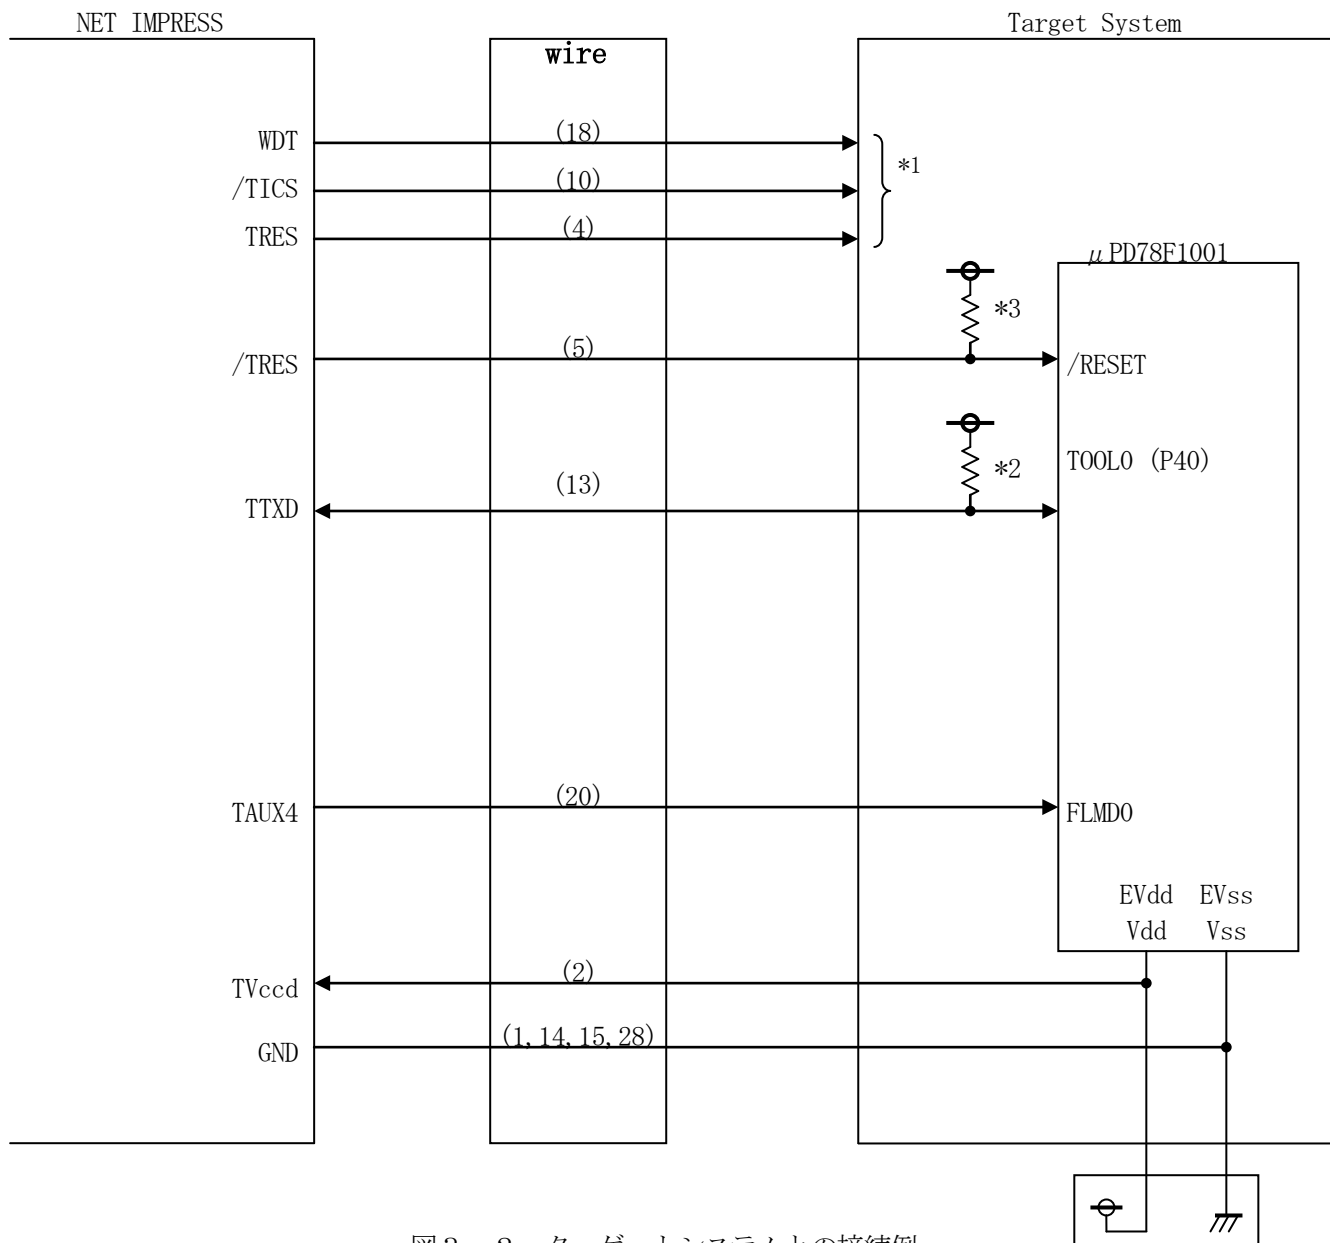 NET IMPRESS
Target System
wire
WDT
(18)
*1
/TICS
(10)
TRES
(4)
μPD78F1001
*3
/TRES
(5)
/RESET
*2
TOOL0 (P40)
TTXD
(13)
TAUX4
(20)
FLMD0
EVdd EVss
Vdd Vss
TVccd
(2)
GND
(1,14,15,28)